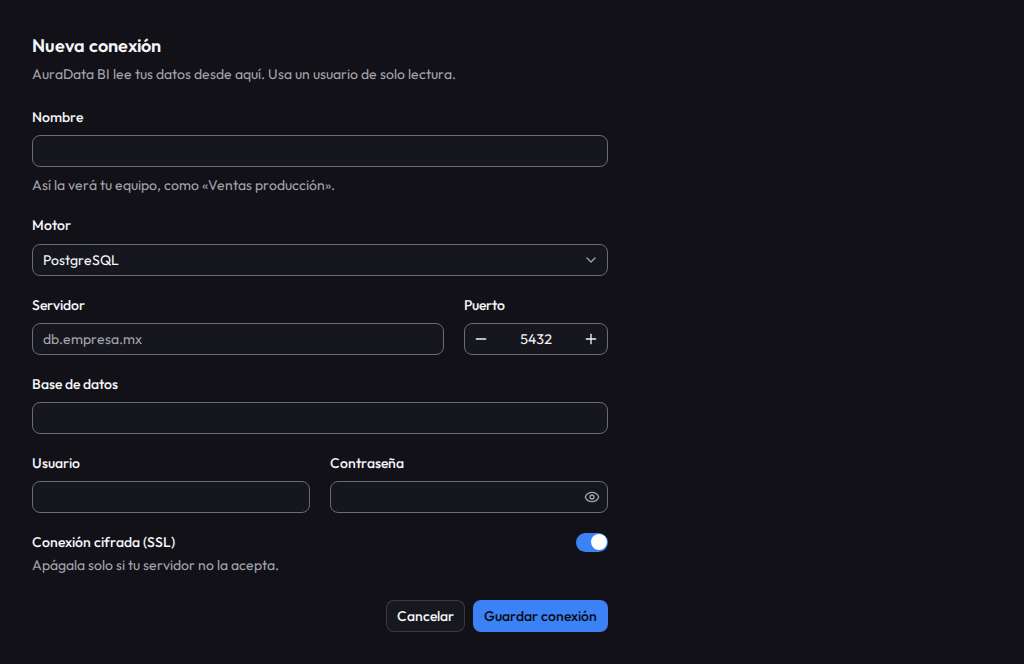 Nueva conexión
AuraData BI lee tus datos desde aquí. Usa un usuario de solo lectura.
Nombre
Así la verá tu equipo, como «Ventas producción».
Motor
PostgreSQL
Servidor
Puerto
db.empresa.mx
5432
Base de datos
Usuario
Contraseña
Conexión cifrada (SSL)
Apágala solo si tu servidor no la acepta.
Cancelar
Guardar conexión